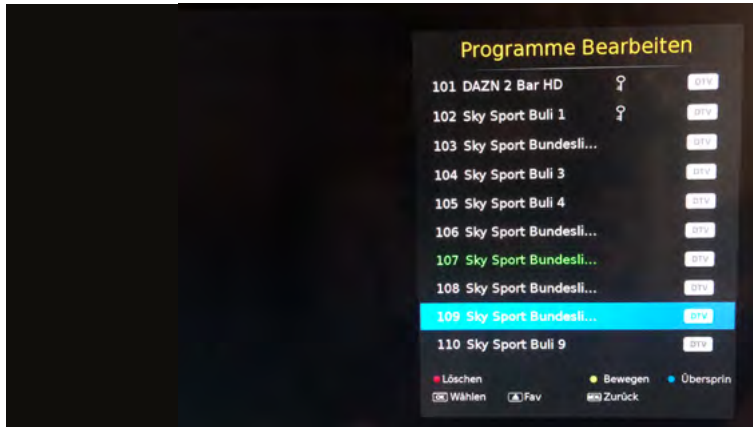 Programme Bearbeiten
101 DAZN 2 Bar HD DTV
102 Sky Sport Buli 1 DTV
103 Sky Sport Bundesli... DTV
104 Sky Sport Buli 3 DTV
105 Sky Sport Buli 4 DTV
106 Sky Sport Bundesli... DTV
107 Sky Sport Bundesli...
108 Sky Sport Bundesli... DTV
109 Sky Sport Bundesli... DTV
110 Sky Sport Buli 9 DTV
Löschen Bewegen Übersprin
OK Wählen Fav MEN Zurück